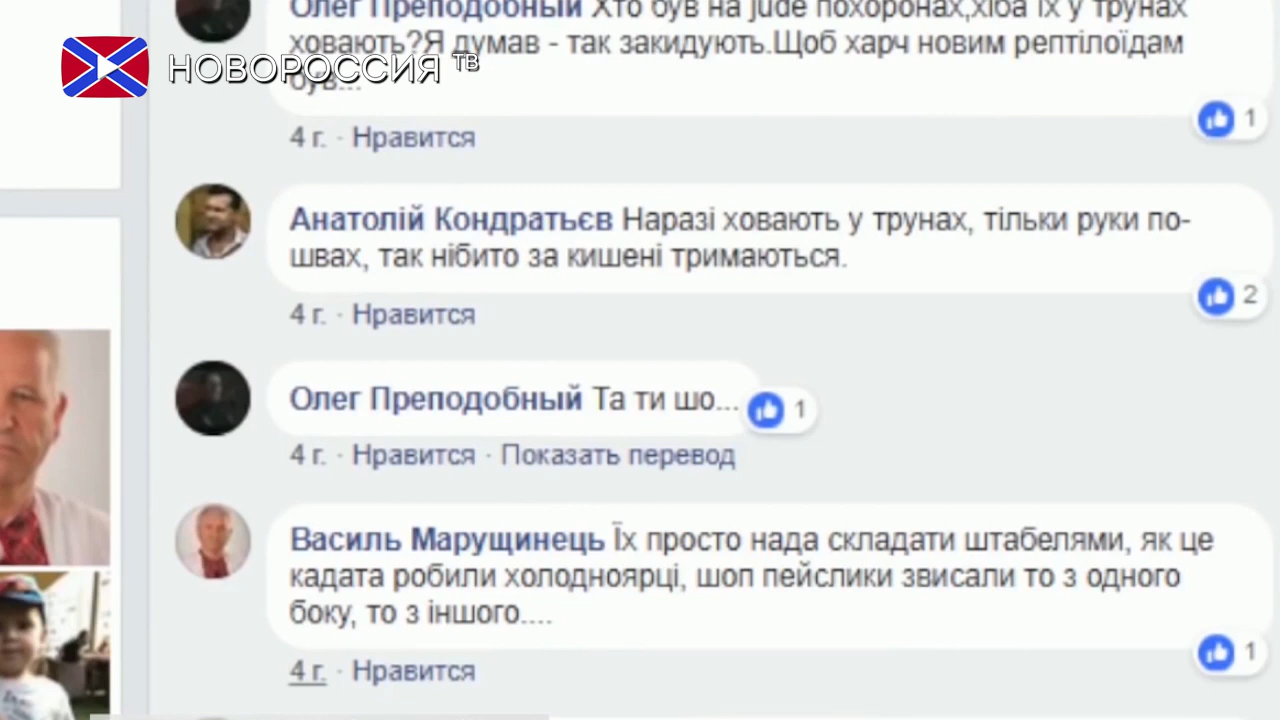 Олег Преподобный Хто був на jude похоронах,хіба їх у трунах
ховають?Я думав - так закидують.Щоб харч новим рептілоїдам
був...
НОВОРОССИЯ ТВ
1
4 г. · Нравится
Анатолій Кондратьєв Наразі ховають у трунах, тільки руки по-
швах, так нібито за кишені тримаються.
2
4 г. · Нравится
Олег Преподобный Та ти шо...
1
4 г. · Нравится · Показать перевод
Василь Марущинець Їх просто нада складати штабелями, як це
кадата робили холодноярці, шоп пейслики звисали то з одного
боку, то з іншого....
1
4 г. · Нравится